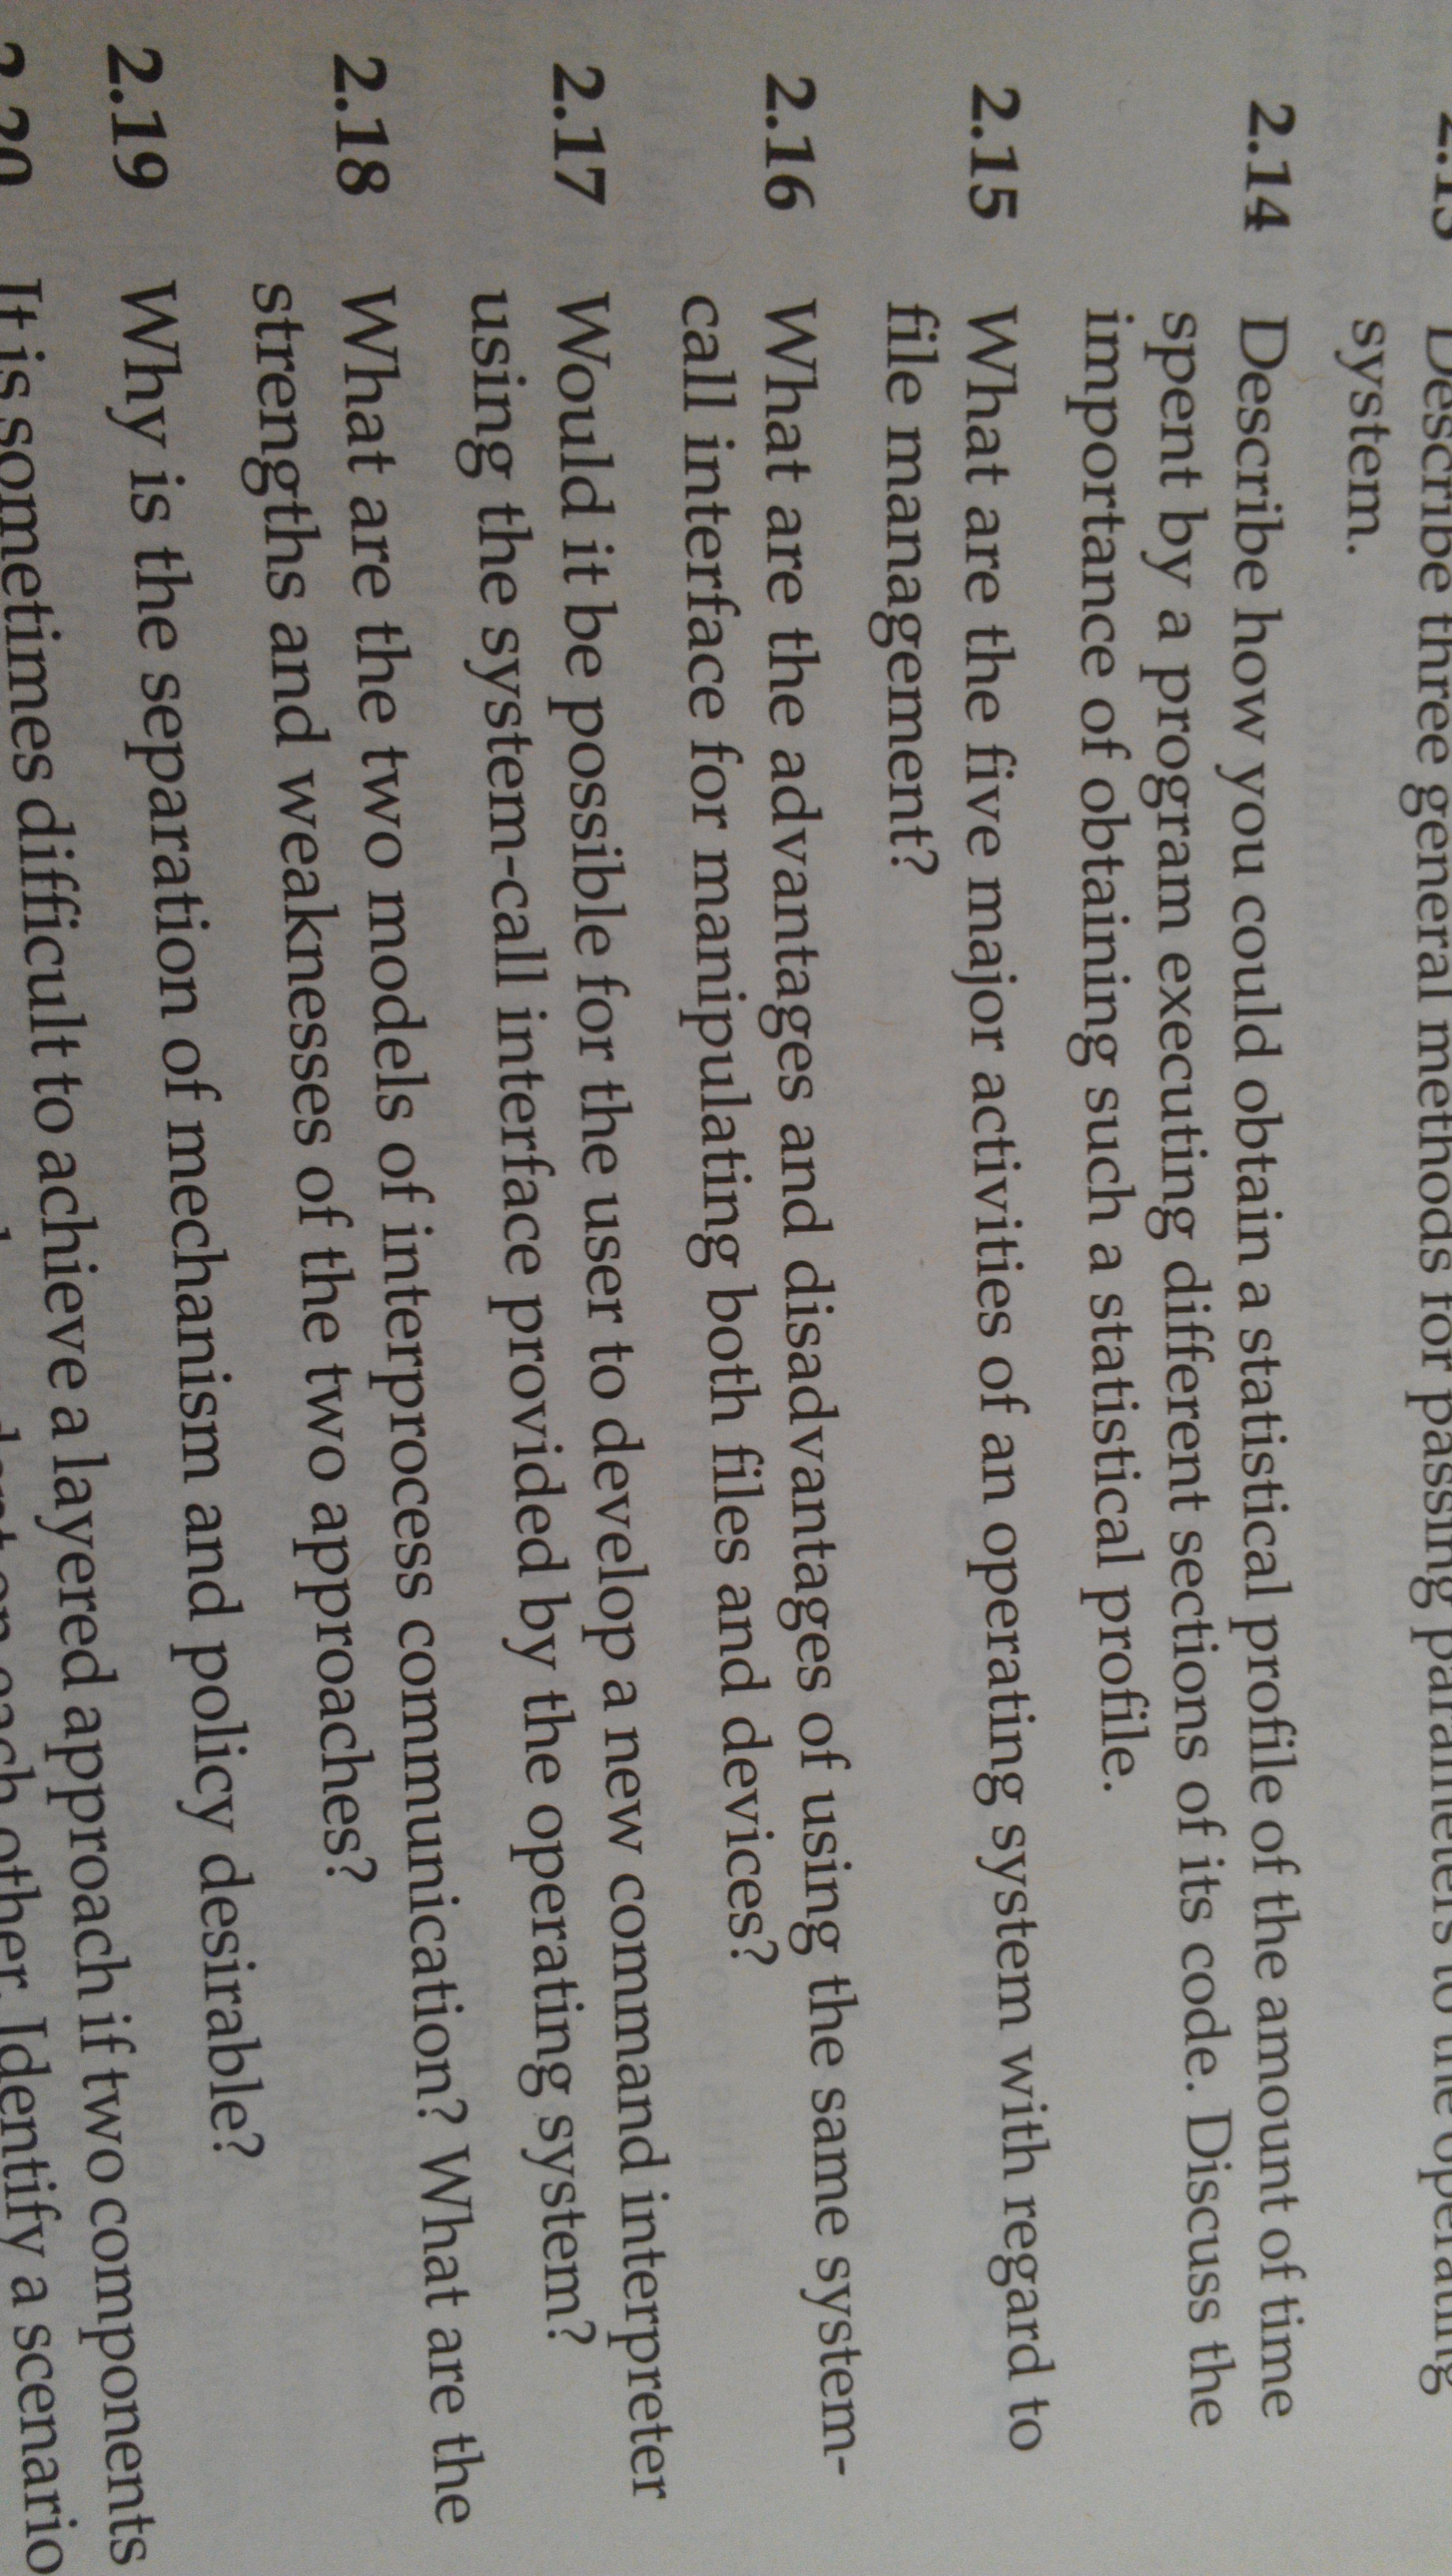 2.13 Describe three general methods for passing parameters to the operating
system.
2.14 Describe how you could obtain a statistical profile of the amount of time
spent by a program executing different sections of its code. Discuss the
importance of obtaining such a statistical profile.
2.15 What are the five major activities of an operating system with regard to
file management?
2.16 What are the advantages and disadvantages of using the same system-
call interface for manipulating both files and devices?
2.17 Would it be possible for the user to develop a new command interpreter
using the system-call interface provided by the operating system?
2.18 What are the two models of interprocess communication? What are the
strengths and weaknesses of the two approaches?
2.19 Why is the separation of mechanism and policy desirable?
2.20 It is sometimes difficult to achieve a layered approach if two components
on each other. Identify a scenario